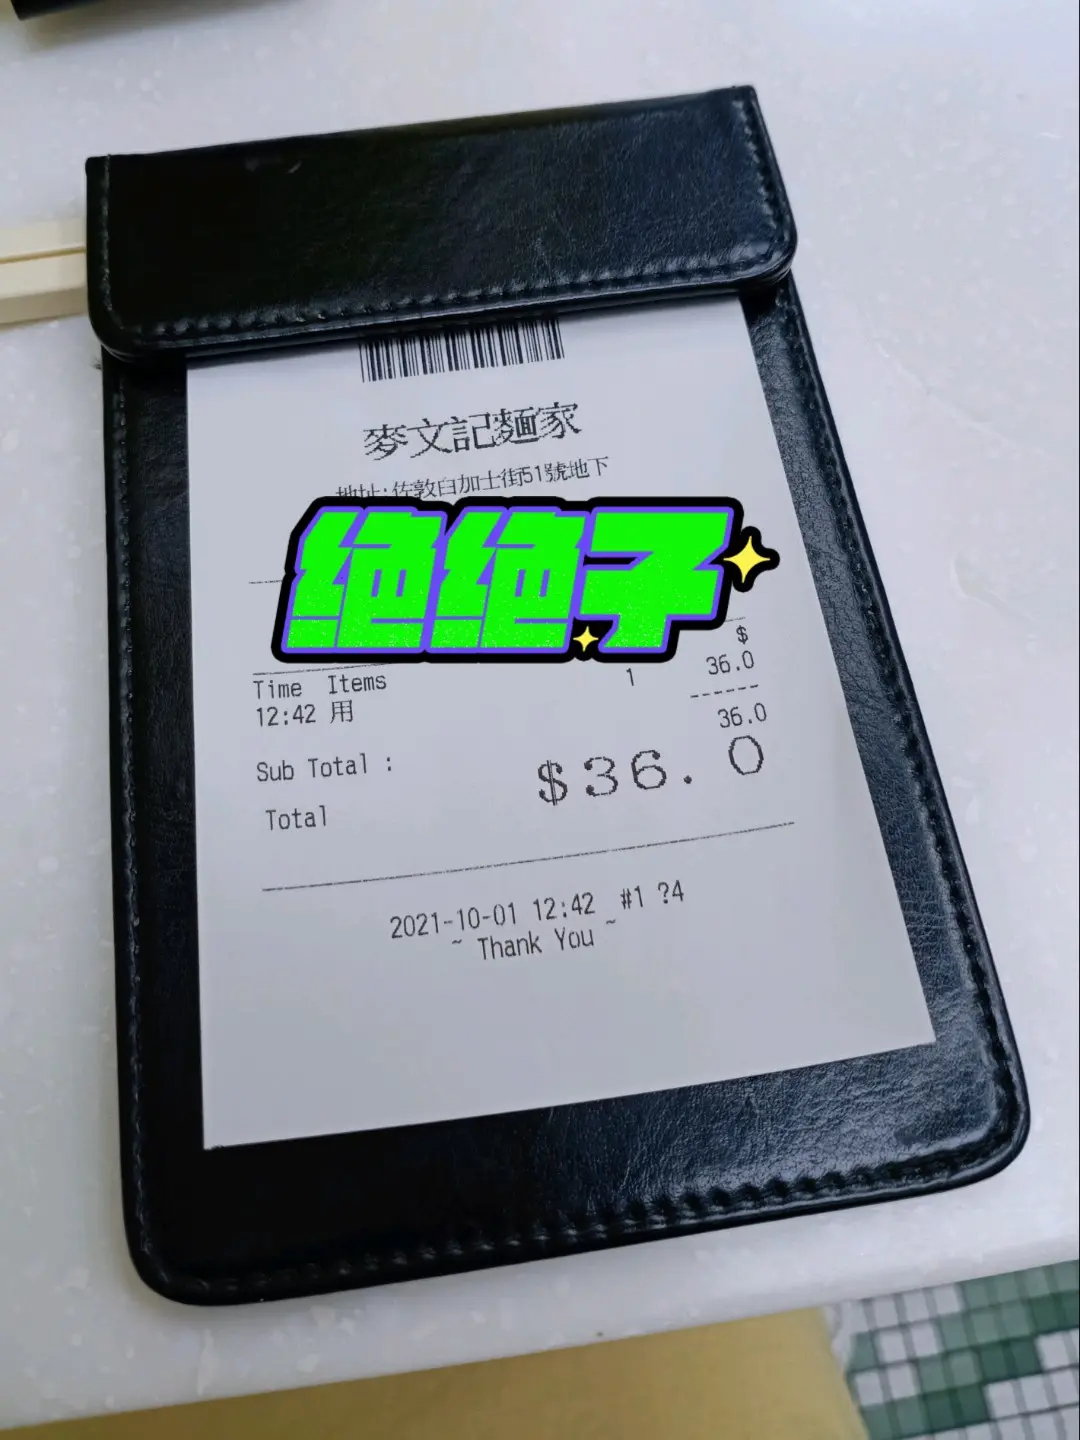 麥文記麵家
地址:佐敦白加士街51號地下
绝绝子
$
Time Items
1 36.0
12:42 用
------
36.0
Sub Total :
$36.0
Total
2021-10-01 12:42 #1 ?4
~ Thank You ~